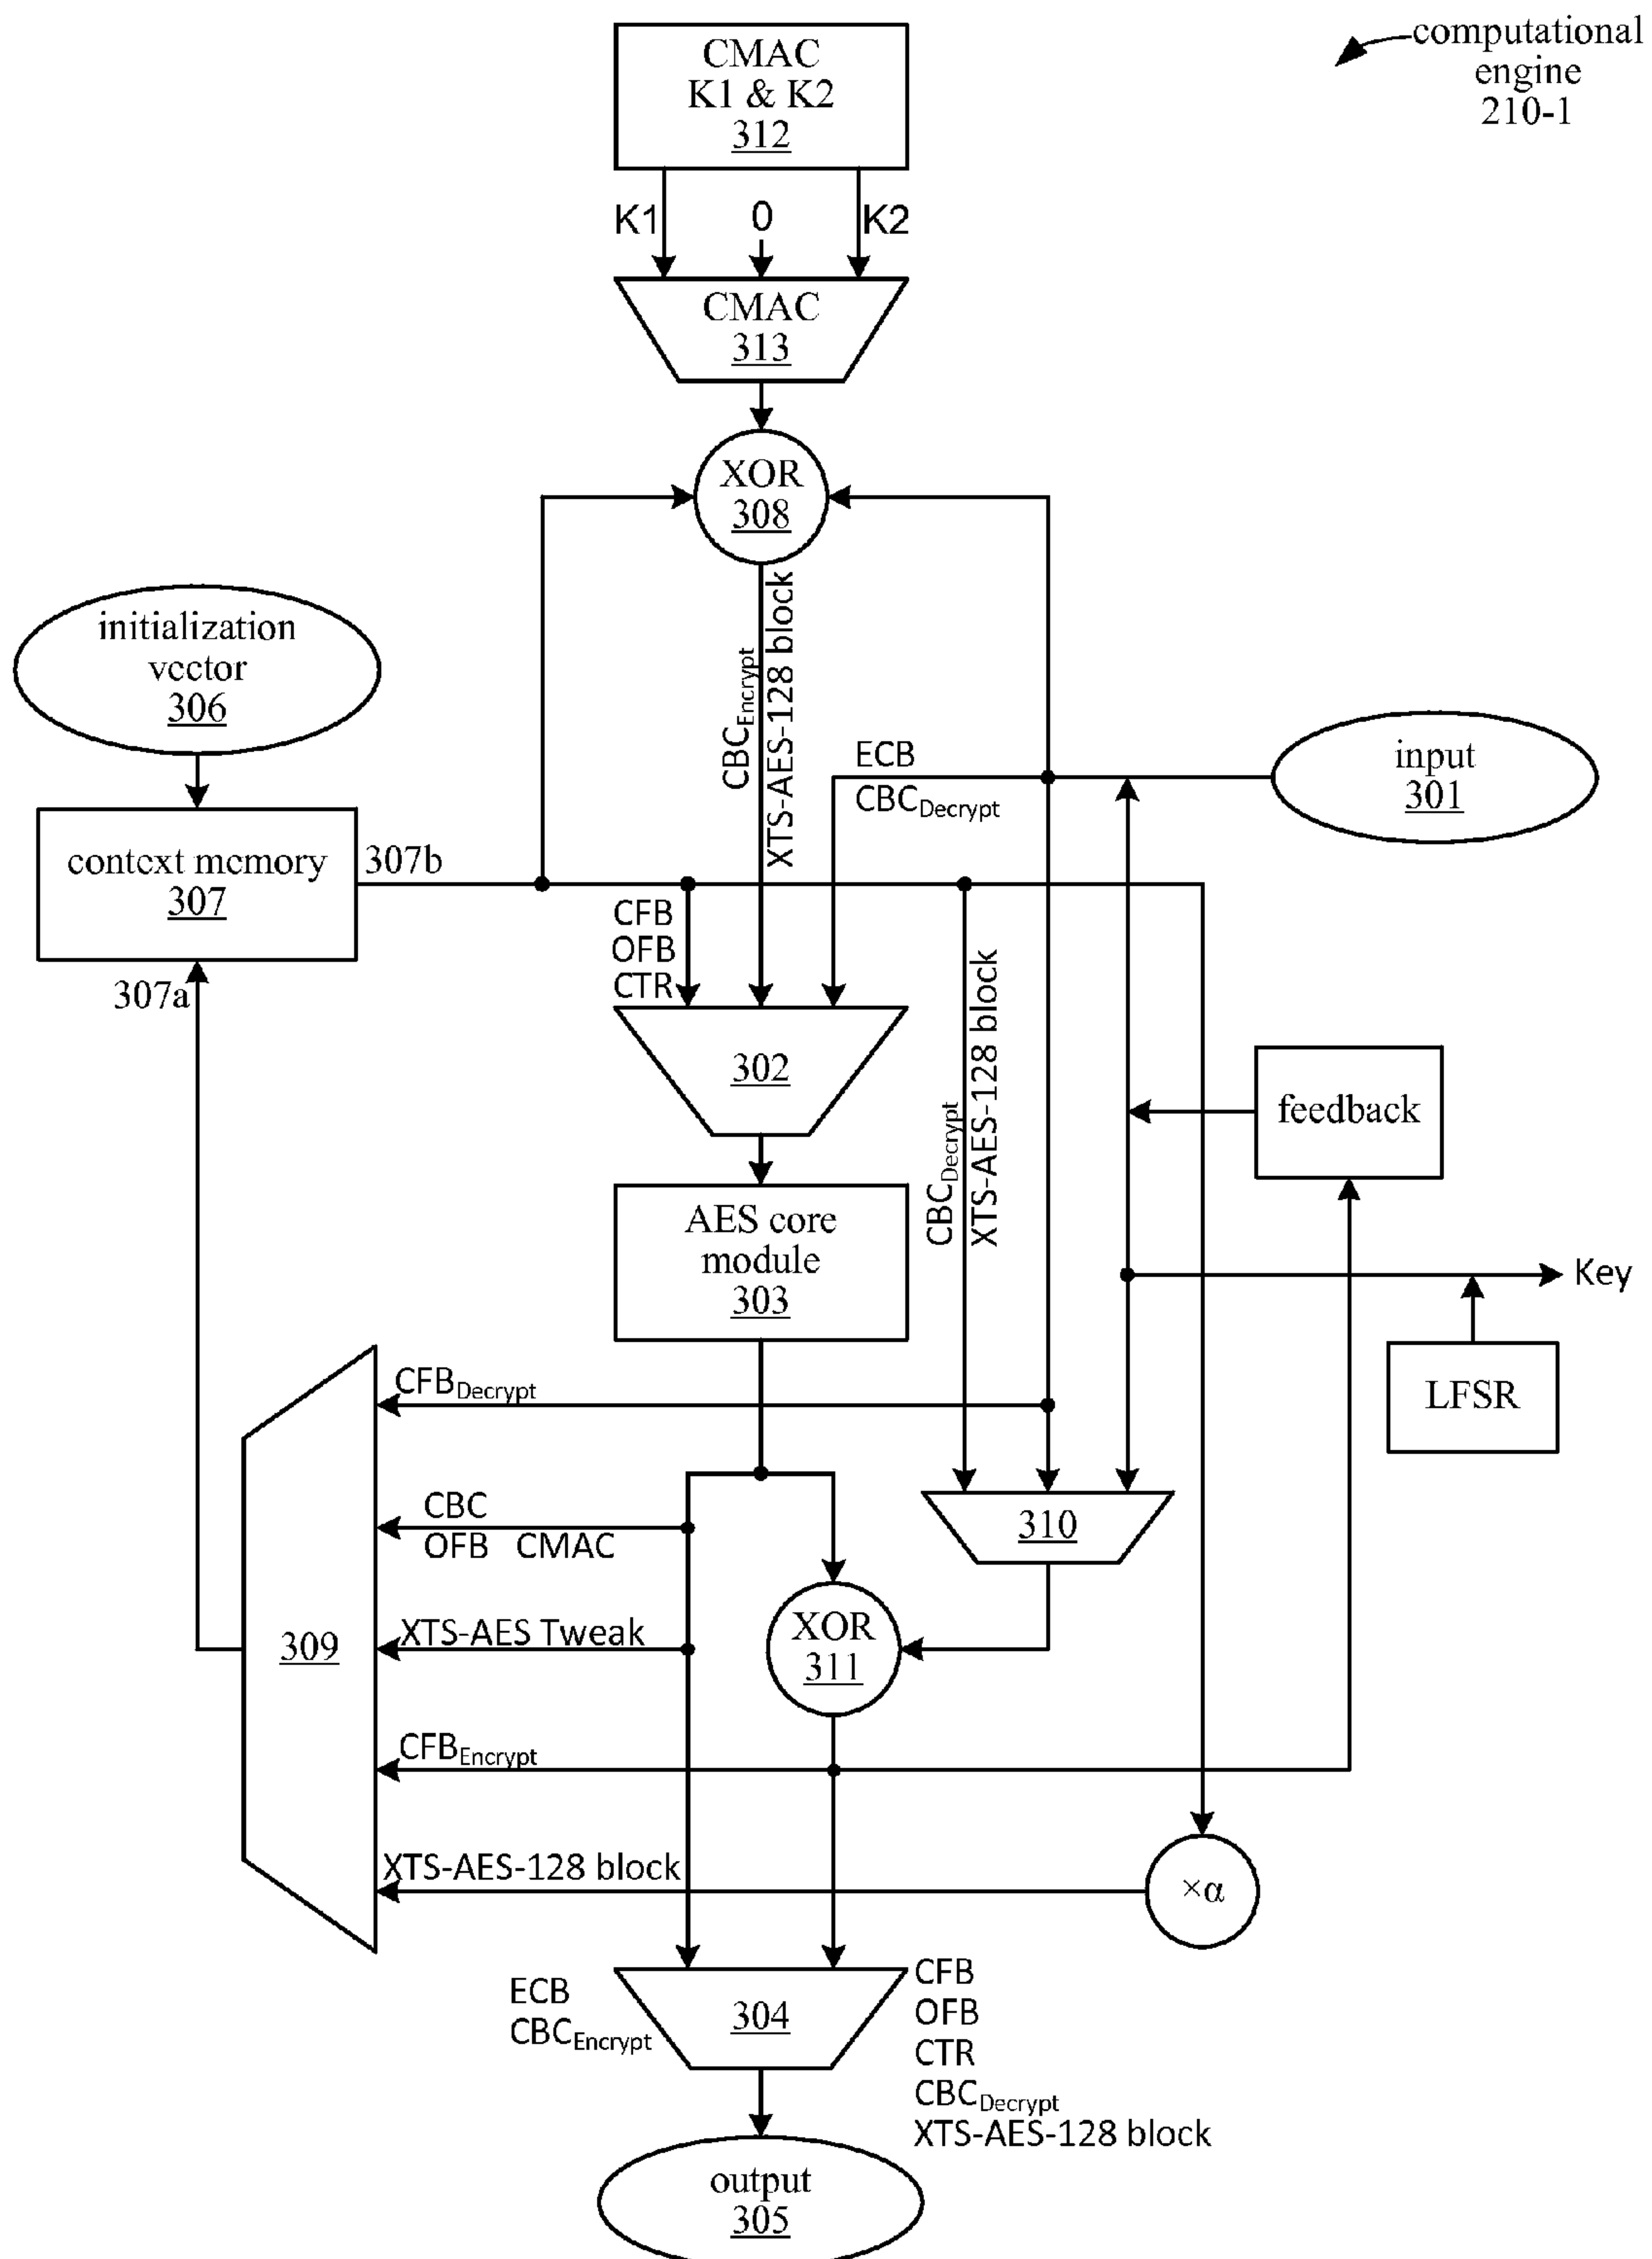 computational
engine
210-1
CMAC
K1 & K2
312
K1
0
K2
CMAC
313
XOR
308
CBCEncrypt
XTS-AES-128 block
initialization
vector
306
context memory
307
307b
307a
ECB
CBCDecrypt
input
301
CFB
OFB
CTR
302
CBCDecrypt
XTS-AES-128 block
feedback
AES core
module
303
Key
LFSR
CFBDecrypt
CBC
OFB CMAC
310
309
XTS-AES Tweak
XOR
311
CFBEncrypt
XTS-AES-128 block
×α
ECB
CBCEncrypt
304
CFB
OFB
CTR
CBCDecrypt
XTS-AES-128 block
output
305